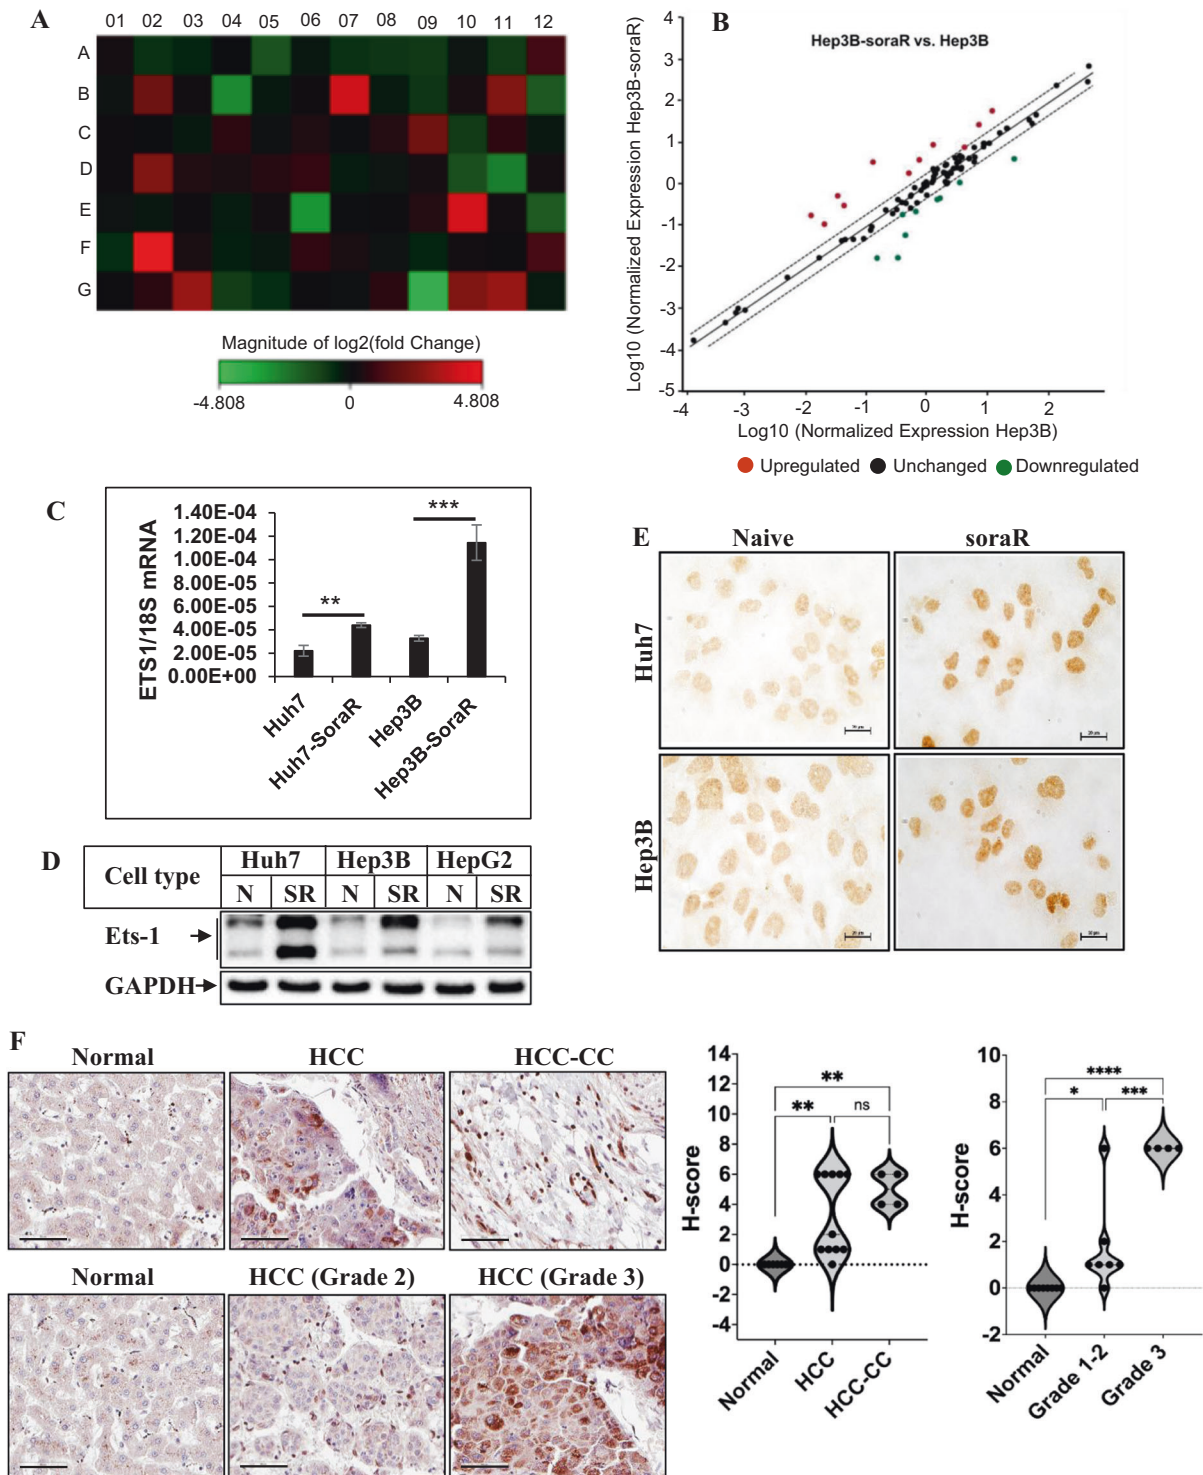 A
01 02 03 04 05 06 07 08 09 10 11 12
A
B
C
D
E
F
G
Magnitude of log2(fold Change)
-4.808 0 4.808
B
Hep3B-soraR vs. Hep3B
Log10 (Normalized Expression Hep3B-soraR)
4
3
2
1
0
-1
-2
-3
-4
-5
-4 -3 -2 -1 0 1 2
Log10 (Normalized Expression Hep3B)
Upregulated Unchanged Downregulated
C
ETS1/18S mRNA
1.40E-04
1.20E-04
1.00E-04
8.00E-05
6.00E-05
4.00E-05
2.00E-05
0.00E+00
**
***
Huh7
Huh7-SoraR
Hep3B
Hep3B-SoraR
D
Cell type Huh7 Hep3B HepG2
N SR N SR N SR
Ets-1
GAPDH
E
Naive soraR
Huh7
Hep3B
20 µm
20 µm
20 µm
F
Normal HCC HCC-CC
Normal HCC (Grade 2) HCC (Grade 3)
H-score
14
12
10
8
6
4
2
0
-2
-4
**
** ns
Normal
HCC
HCC-CC
H-score
10
8
6
4
2
0
-2
****
* ***
Normal
Grade 1-2
Grade 3